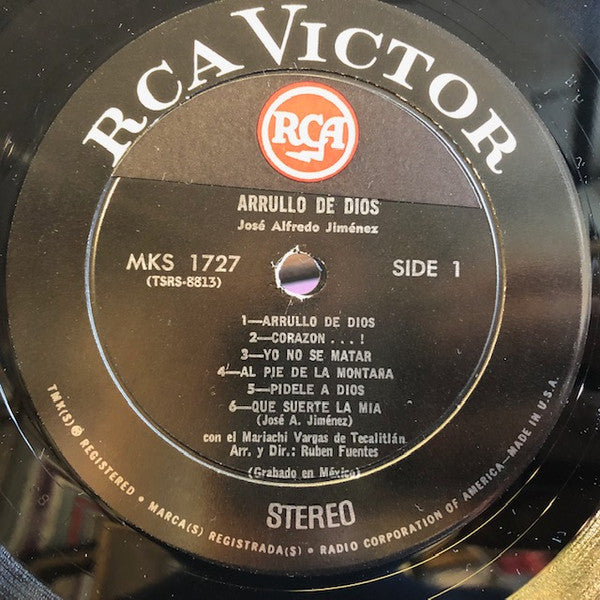 RCA VICTOR
RCA
ARRULLO DE DIOS
José Alfredo Jiménez
MKS 1727
(TSRS-8813)
SIDE 1
1—ARRULLO DE DIOS
2—CORAZON . . . !
3—YO NO SE MATAR
4—AL PIE DE LA MONTAÑA
5—PIDELE A DIOS
6—QUE SUERTE LA MIA
(José A. Jiménez)
con el Mariachi Vargas de Tecalitlán
Arr. y Dir.: Ruben Fuentes
(Grabado en México)
STEREO
TMK(S) ® REGISTERED • MARCA(S) REGISTRADA(S) • RADIO CORPORATION OF AMERICA—MADE IN U.S.A.